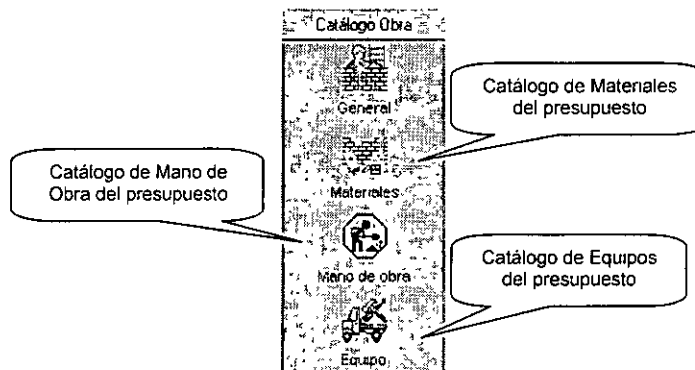 Catálogo Obra
General
Catálogo de Materiales
del presupuesto
Materiales
Catálogo de Mano de
Obra del presupuesto
Mano de obra
Catálogo de Equipos
del presupuesto
Equipo